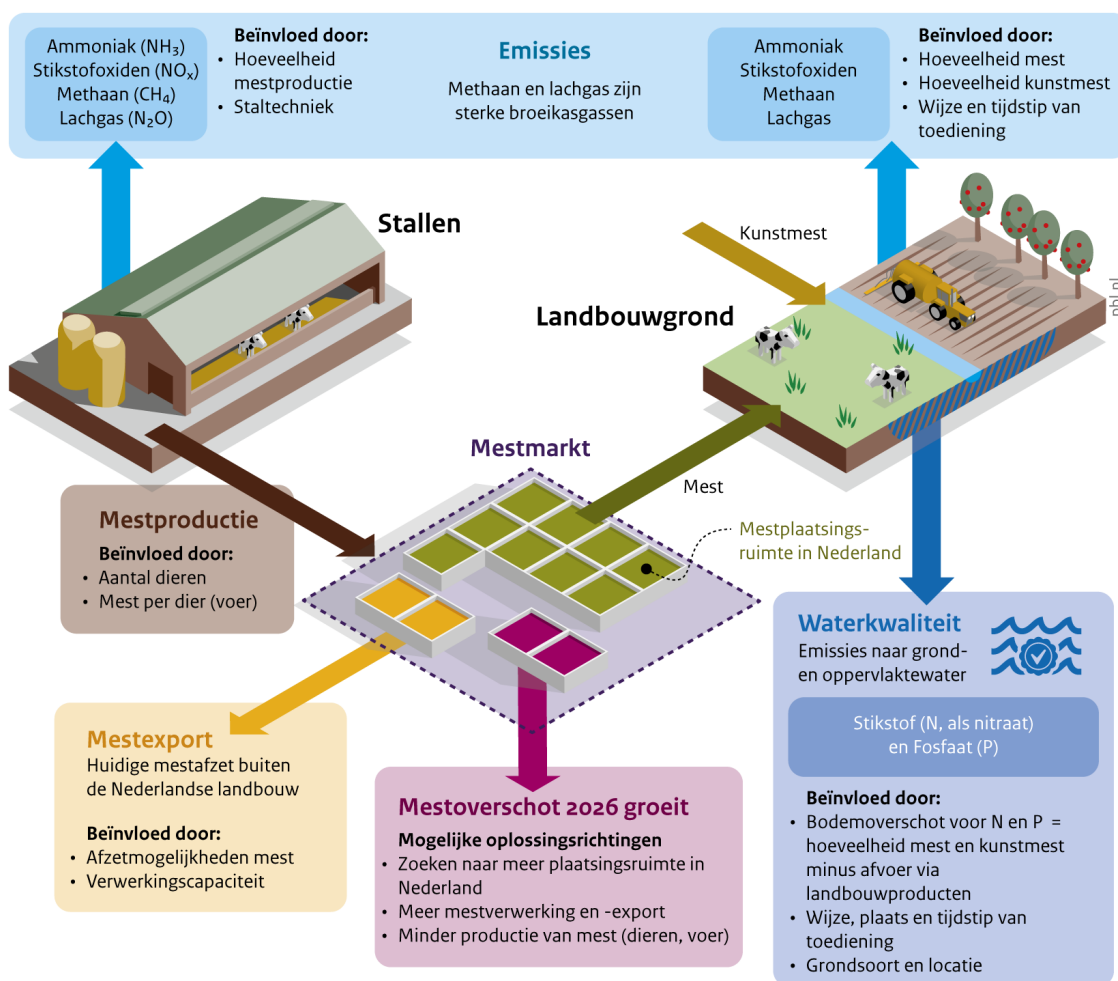 Ammoniak (NH₃)
Stikstofoxiden (NOₓ)
Methaan (CH₄)
Lachgas (N₂O)
Beïnvloed door:
• Hoeveelheid
mestproductie
• Staltechniek
Emissies
Methaan en lachgas zijn
sterke broeikasgassen
Ammoniak
Stikstofoxiden
Methaan
Lachgas
Beïnvloed door:
• Hoeveelheid mest
• Hoeveelheid kunstmest
• Wijze en tijdstip van
toediening
Stallen
Kunstmest
Landbouwgrond
pbl.nl
Mestmarkt
Mest
Mestplaatsings-
ruimte in Nederland
Mestproductie
Beïnvloed door:
• Aantal dieren
• Mest per dier (voer)
Mestexport
Huidige mestafzet buiten
de Nederlandse landbouw
Beïnvloed door:
• Afzetmogelijkheden mest
• Verwerkingscapaciteit
Mestoverschot 2026 groeit
Mogelijke oplossingsrichtingen
• Zoeken naar meer plaatsingsruimte in
Nederland
• Meer mestverwerking en -export
• Minder productie van mest (dieren, voer)
Waterkwaliteit
Emissies naar grond-
en oppervlaktewater
Stikstof (N, als nitraat)
en Fosfaat (P)
Beïnvloed door:
• Bodemoverschot voor N en P =
hoeveelheid mest en kunstmest
minus afvoer via
landbouwproducten
• Wijze, plaats en tijdstip van
toediening
• Grondsoort en locatie